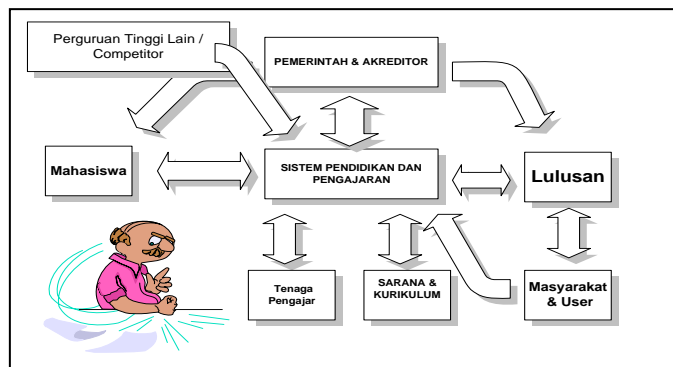 Perguruan Tinggi Lain /
Competitor
PEMERINTAH & AKREDITOR
Mahasiswa
SISTEM PENDIDIKAN DAN
PENGAJARAN
Lulusan
Tenaga
Pengajar
SARANA &
KURIKULUM
Masyarakat
& User